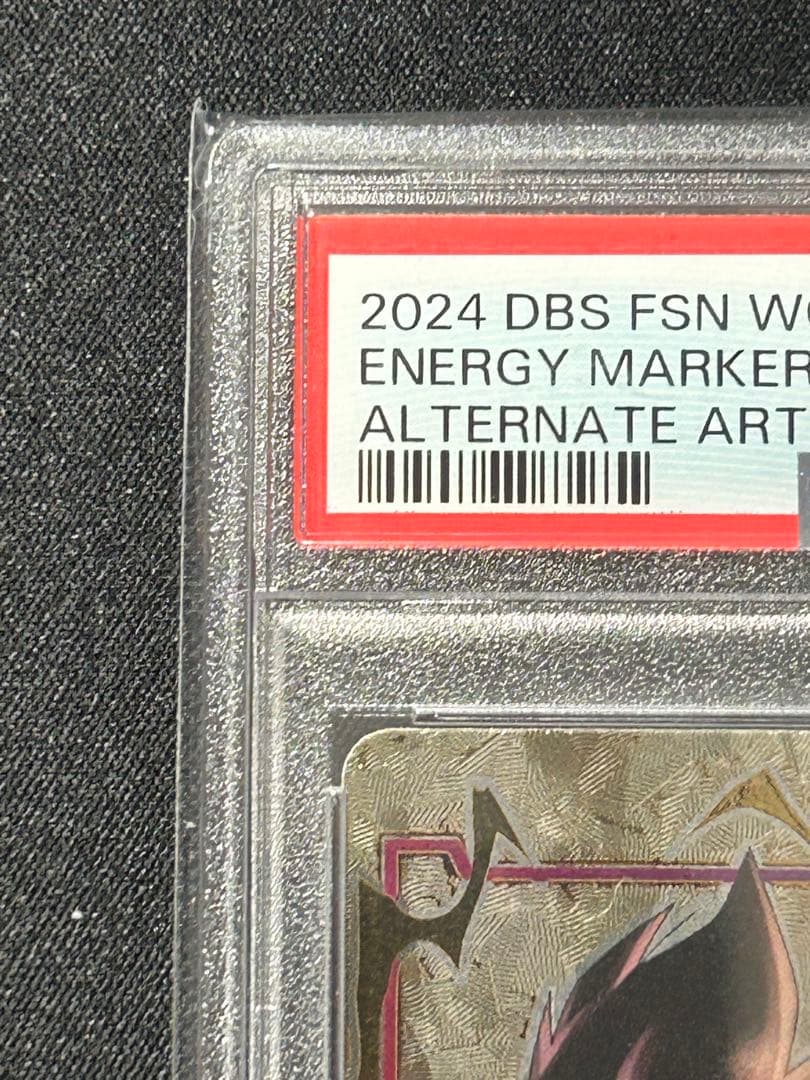 2024 DBS FSN W
ENERGY MARKER
ALTERNATE ART